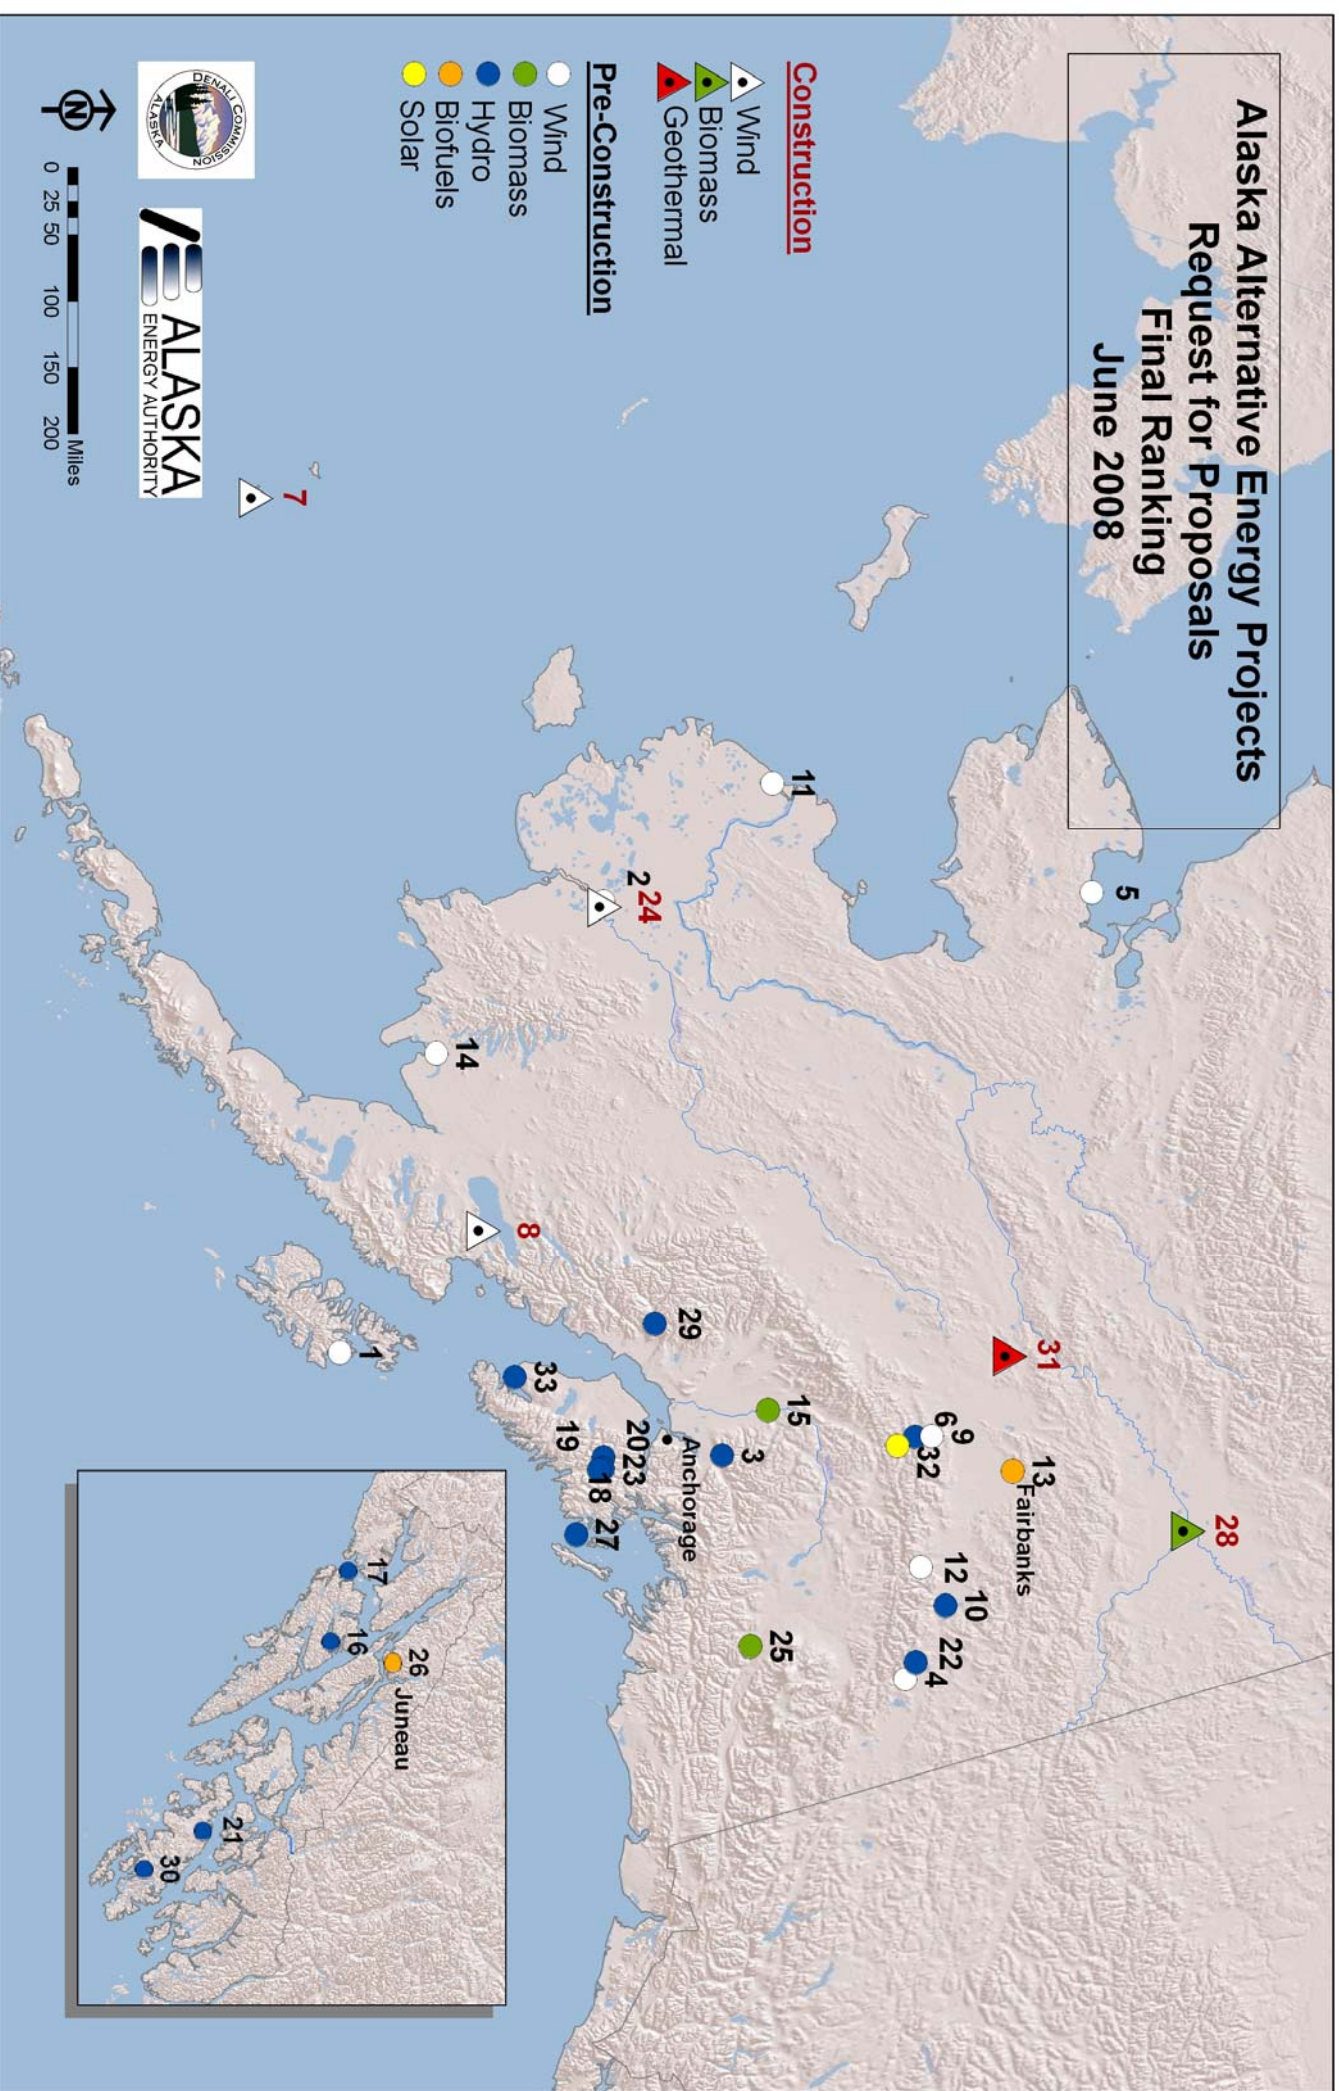 Alaska Alternative Energy Projects
Request for Proposals
Final Ranking
June 2008
Construction
Wind
Biomass
Geothermal
Pre-Construction
Wind
Biomass
Hydro
Biofuels
Solar
DENALI COMMISSION
ALASKA
ALASKA
ENERGY AUTHORITY
N
0 25 50 100 150 200
Miles
5
28
31
13
Fairbanks
6
9
32
12
10
22
4
11
15
3
25
2
24
29
Anchorage
20
23
19
18
27
33
8
14
1
7
26
Juneau
17
16
21
30